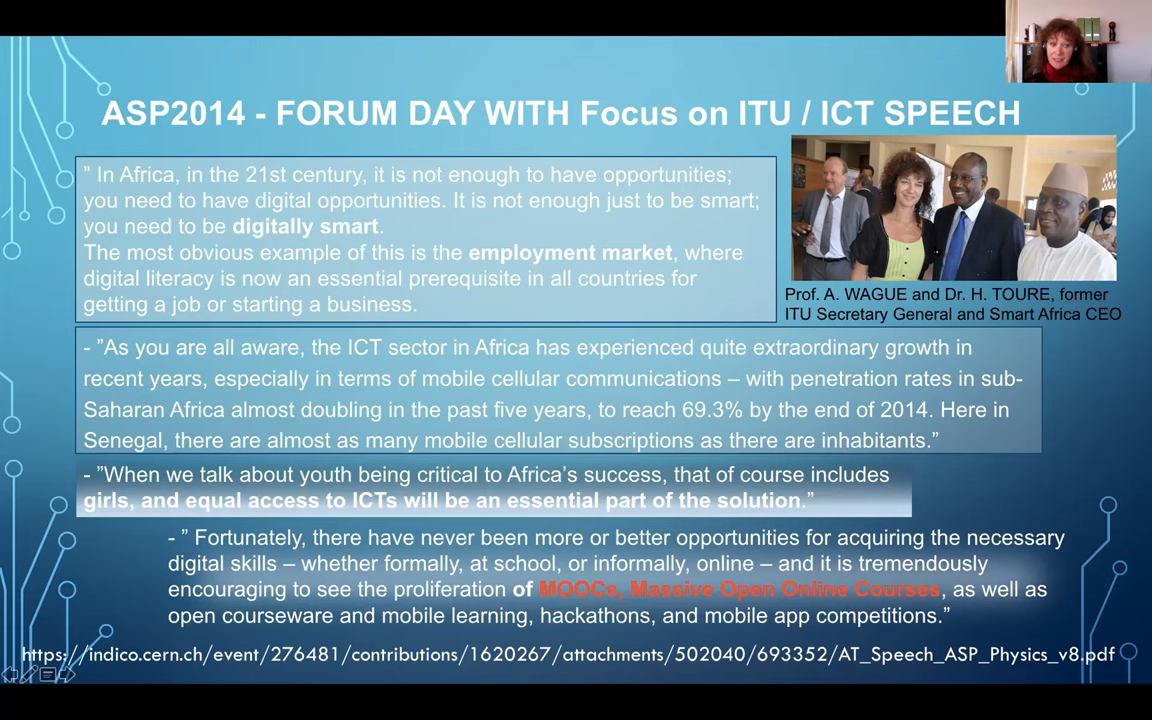 ASP2014 - FORUM DAY WITH Focus on ITU / ICT SPEECH
” In Africa, in the 21st century, it is not enough to have opportunities;
you need to have digital opportunities. It is not enough just to be smart;
you need to be digitally smart.
The most obvious example of this is the employment market, where
digital literacy is now an essential prerequisite in all countries for
getting a job or starting a business.
Prof. A. WAGUE and Dr. H. TOURE, former
ITU Secretary General and Smart Africa CEO
- ”As you are all aware, the ICT sector in Africa has experienced quite extraordinary growth in
recent years, especially in terms of mobile cellular communications – with penetration rates in sub-
Saharan Africa almost doubling in the past five years, to reach 69.3% by the end of 2014. Here in
Senegal, there are almost as many mobile cellular subscriptions as there are inhabitants.”
- ”When we talk about youth being critical to Africa’s success, that of course includes
girls, and equal access to ICTs will be an essential part of the solution.”
- ” Fortunately, there have never been more or better opportunities for acquiring the necessary
digital skills – whether formally, at school, or informally, online – and it is tremendously
encouraging to see the proliferation of MOOCs, Massive Open Online Courses, as well as
open courseware and mobile learning, hackathons, and mobile app competitions.”
https://indico.cern.ch/event/276481/contributions/1620267/attachments/502040/693352/AT_Speech_ASP_Physics_v8.pdf